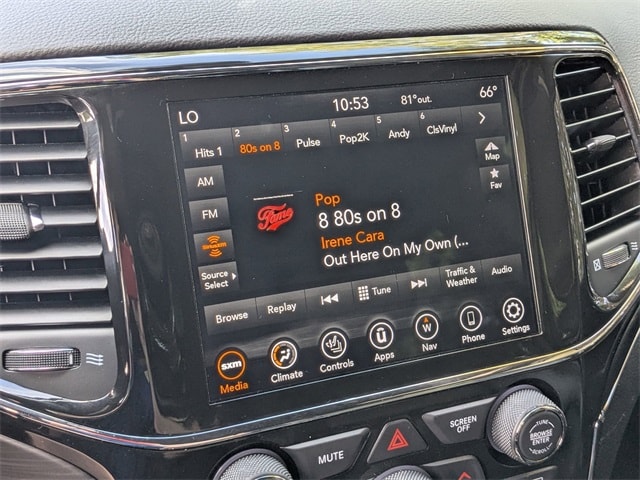 LO 10:53 81°out. 66°
1 Hits 1 2 80s on 8 3 Pulse 4 Pop2K 5 Andy 6 ClsVinyl
AM
FM
SiriusXM
Source Select
Map
Fav
Fame
Pop
8 80s on 8
Irene Cara
Out Here On My Own (...
Browse Replay Tune Traffic & Weather Audio
sxm
Media Climate Controls Apps Nav Phone Settings
W
MUTE
SCREEN OFF
BROWSE
ENTER
SCROLL